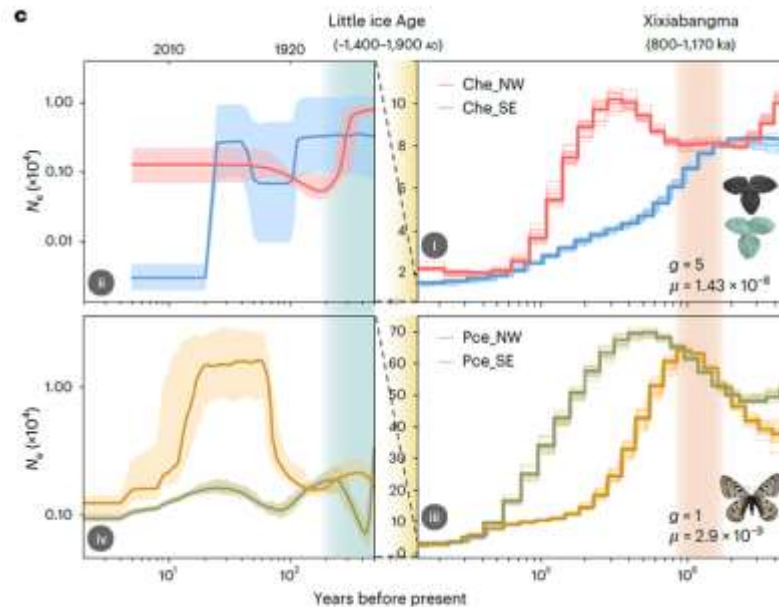 c
Little ice Age
(~1,400–1,900 AD)
Xixiabangma
(800–1,170 ka)
2010
1920
1.00
0.10
0.01
Nₑ (×10⁴)
ii
10
8
6
4
2
Che_NW
Che_SE
i
g = 5
μ = 1.43 × 10⁻⁸
1.00
0.10
Nₑ (×10⁴)
iv
70
60
50
40
30
20
10
0
Pce_NW
Pce_SE
iii
g = 1
μ = 2.9 × 10⁻⁹
10¹
10²
Years before present